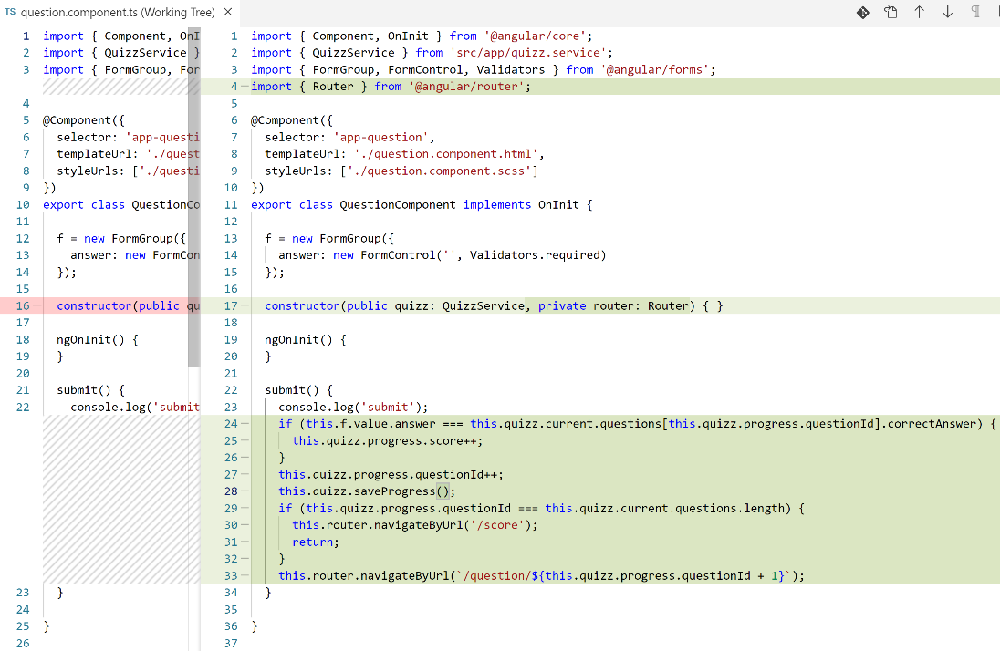 TS question.component.ts (Working Tree) ×
1 import { Component, OnI
2 import { QuizzService }
3 import { FormGroup, For
4
5 @Component({
6 selector: 'app-questi
7 templateUrl: './quest
8 styleUrls: ['./questi
9 })
10 export class QuestionCo
11
12 f = new FormGroup({
13 answer: new FormCon
14 });
15
16 − constructor(public qu
17
18 ngOnInit() {
19 }
20
21 submit() {
22 console.log('submit
23 }
24
25 }
26
1 import { Component, OnInit } from '@angular/core';
2 import { QuizzService } from 'src/app/quizz.service';
3 import { FormGroup, FormControl, Validators } from '@angular/forms';
4 + import { Router } from '@angular/router';
5
6 @Component({
7 selector: 'app-question',
8 templateUrl: './question.component.html',
9 styleUrls: ['./question.component.scss']
10 })
11 export class QuestionComponent implements OnInit {
12
13 f = new FormGroup({
14 answer: new FormControl('', Validators.required)
15 });
16
17 + constructor(public quizz: QuizzService, private router: Router) { }
18
19 ngOnInit() {
20 }
21
22 submit() {
23 console.log('submit');
24 + if (this.f.value.answer === this.quizz.current.questions[this.quizz.progress.questionId].correctAnswer) {
25 + this.quizz.progress.score++;
26 + }
27 + this.quizz.progress.questionId++;
28 + this.quizz.saveProgress();
29 + if (this.quizz.progress.questionId === this.quizz.current.questions.length) {
30 + this.router.navigateByUrl('/score');
31 + return;
32 + }
33 + this.router.navigateByUrl(`/question/${this.quizz.progress.questionId + 1}`);
34 }
35
36 }
37